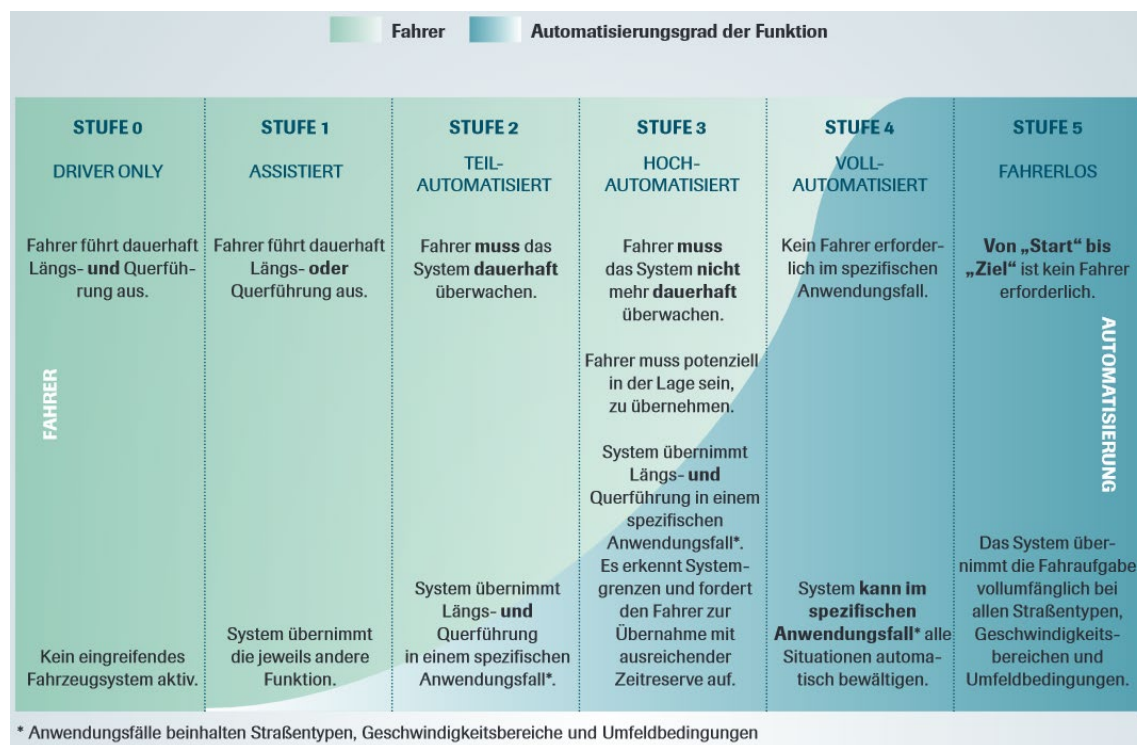 Fahrer
Automatisierungsgrad der Funktion
STUFE 0
DRIVER ONLY
Fahrer führt dauerhaft
Längs- und Querfüh-
rung aus.
FAHRER
Kein eingreifendes
Fahrzeugsystem aktiv.
STUFE 1
ASSISTIERT
Fahrer führt dauerhaft
Längs- oder
Querführung aus.
System übernimmt
die jeweils andere
Funktion.
STUFE 2
TEIL-
AUTOMATISIERT
Fahrer muss das
System dauerhaft
überwachen.
System übernimmt
Längs- und
Querführung
in einem spezifischen
Anwendungsfall*.
STUFE 3
HOCH-
AUTOMATISIERT
Fahrer muss
das System nicht
mehr dauerhaft
überwachen.
Fahrer muss potenziell
in der Lage sein,
zu übernehmen.
System übernimmt
Längs- und
Querführung in einem
spezifischen
Anwendungsfall*.
Es erkennt System-
grenzen und fordert
den Fahrer zur
Übernahme mit
ausreichender
Zeitreserve auf.
STUFE 4
VOLL-
AUTOMATISIERT
Kein Fahrer erforder-
lich im spezifischen
Anwendungsfall.
System kann im
spezifischen
Anwendungsfall* alle
Situationen automa-
tisch bewältigen.
STUFE 5
FAHRERLOS
Von „Start“ bis
„Ziel“ ist kein Fahrer
erforderlich.
AUTOMATISIERUNG
Das System über-
nimmt die Fahraufgabe
vollumfänglich bei
allen Straßentypen,
Geschwindigkeits-
bereichen und
Umfeldbedingungen.
* Anwendungsfälle beinhalten Straßentypen, Geschwindigkeitsbereiche und Umfeldbedingungen